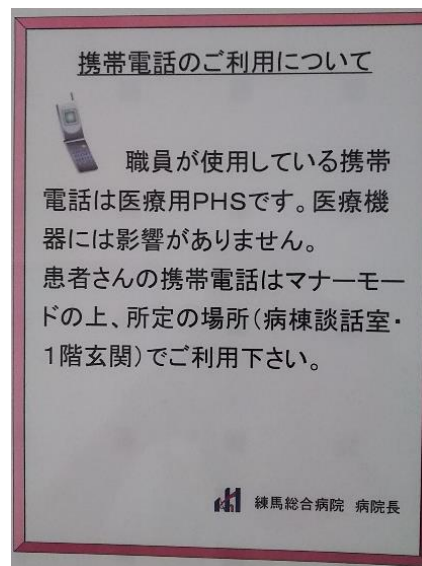 携帯電話のご利用について
職員が使用している携帯
電話は医療用PHSです。医療機
器には影響がありません。
患者さんの携帯電話はマナーモー
ドの上、所定の場所(病棟談話室・
1階玄関)でご利用下さい。
練馬総合病院 病院長